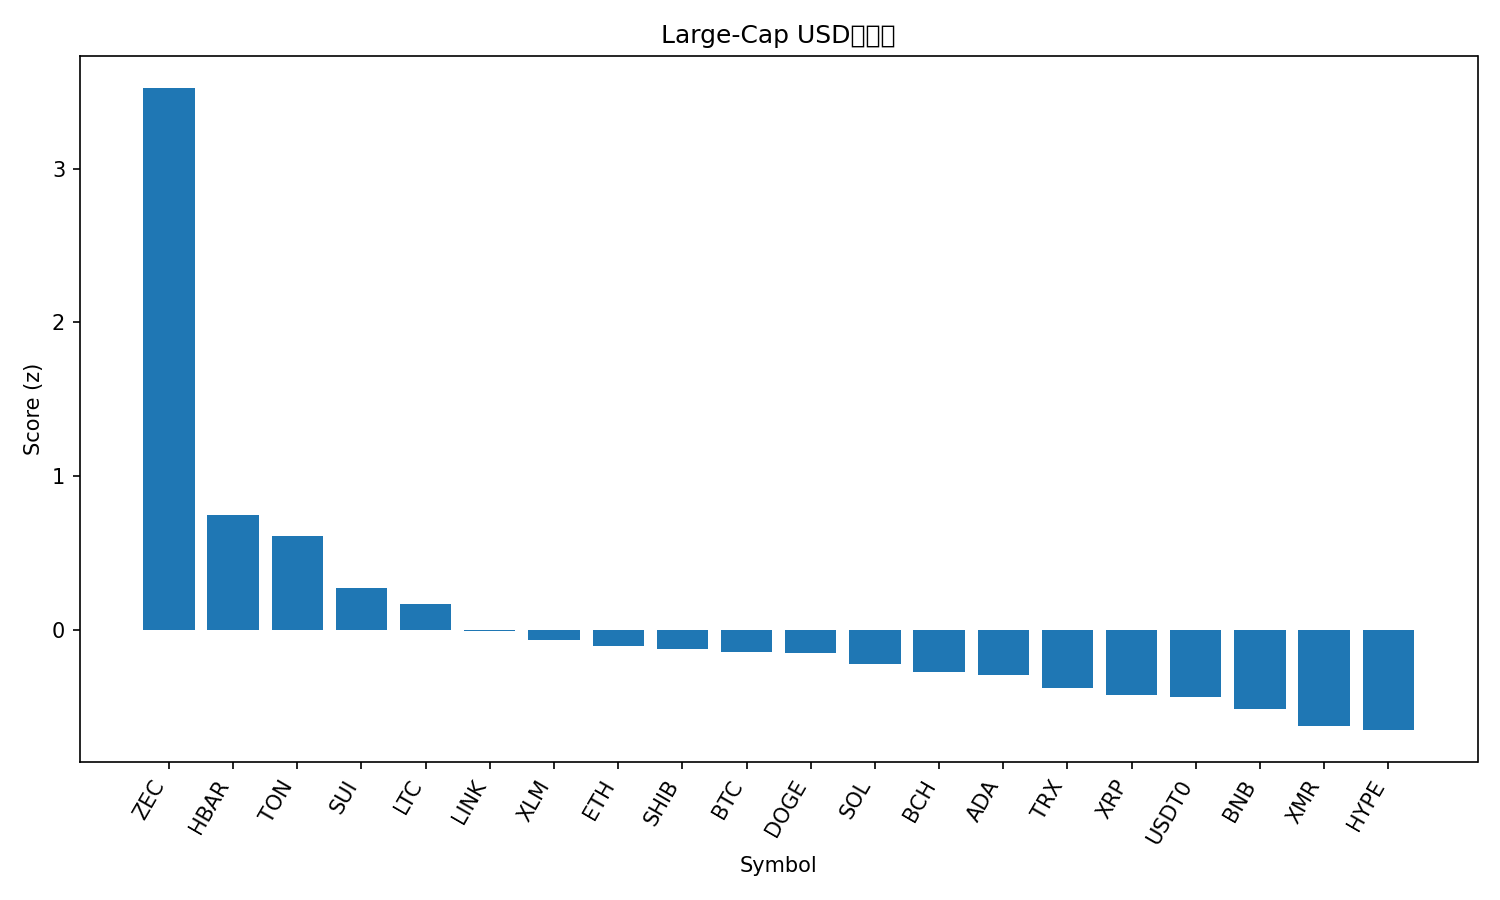 Large-Cap USD
Score (z)
3
2
1
0
ZEC
HBAR
TON
SUI
LTC
LINK
XLM
ETH
SHIB
BTC
DOGE
SOL
BCH
ADA
TRX
XRP
USDT0
BNB
XMR
HYPE
Symbol